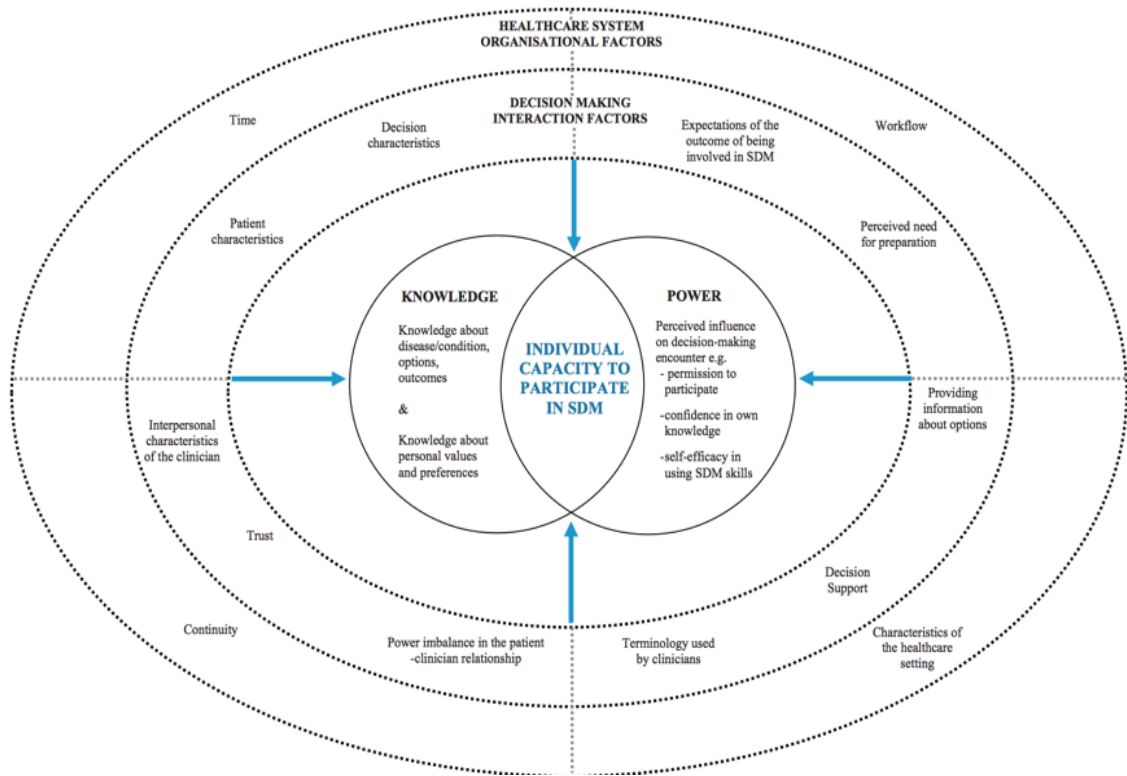 HEALTHCARE SYSTEM
ORGANISATIONAL FACTORS
Time
Workflow
DECISION MAKING
INTERACTION FACTORS
Decision
characteristics
Expectations of the
outcome of being
involved in SDM
Patient
characteristics
Perceived need
for preparation
KNOWLEDGE
Knowledge about
disease/condition,
options,
outcomes
&
Knowledge about
personal values
and preferences
INDIVIDUAL
CAPACITY TO
PARTICIPATE
IN SDM
POWER
Perceived influence
on decision-making
encounter e.g.
- permission to
participate
-confidence in own
knowledge
-self-efficacy in
using SDM skills
Interpersonal
characteristics
of the clinician
Providing
information
about options
Trust
Decision
Support
Continuity
Power imbalance in the patient
-clinician relationship
Terminology used
by clinicians
Characteristics of
the healthcare
setting